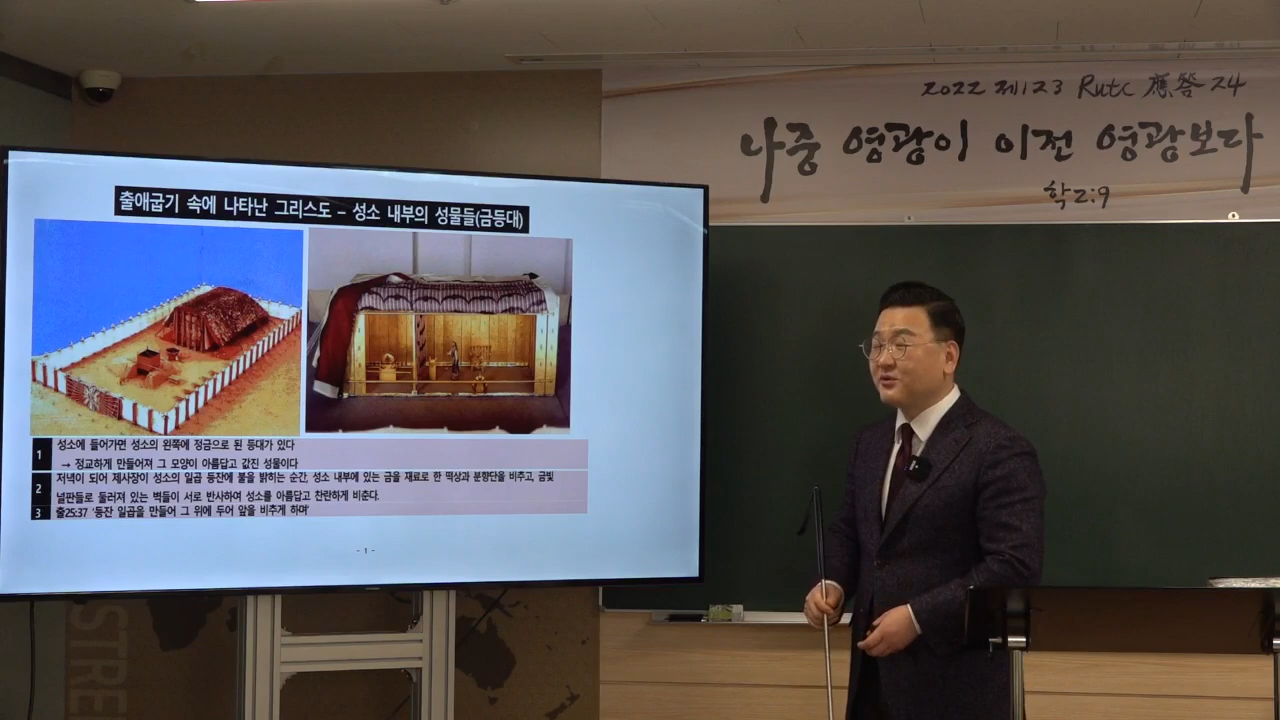 2022 제123 Rutc 應答 24
나중 영광이 이전 영광보다
학2:9
출애굽기 속에 나타난 그리스도 – 성소 내부의 성물들(금등대)
1 성소에 들어가면 성소의 왼쪽에 정금으로 된 등대가 있다
→ 정교하게 만들어져 그 모양이 아름답고 값진 성물이다
2 저녁이 되어 제사장이 성소의 일곱 등잔에 불을 밝히는 순간, 성소 내부에 있는 금을 재료로 한 떡상과 분향단을 비추고, 금빛
널판들로 둘러져 있는 벽들이 서로 반사하여 성소를 아름답고 찬란하게 비춘다.
3 출25:37 '등잔 일곱을 만들어 그 위에 두어 앞을 비추게 하며'
- 1 -
STRE